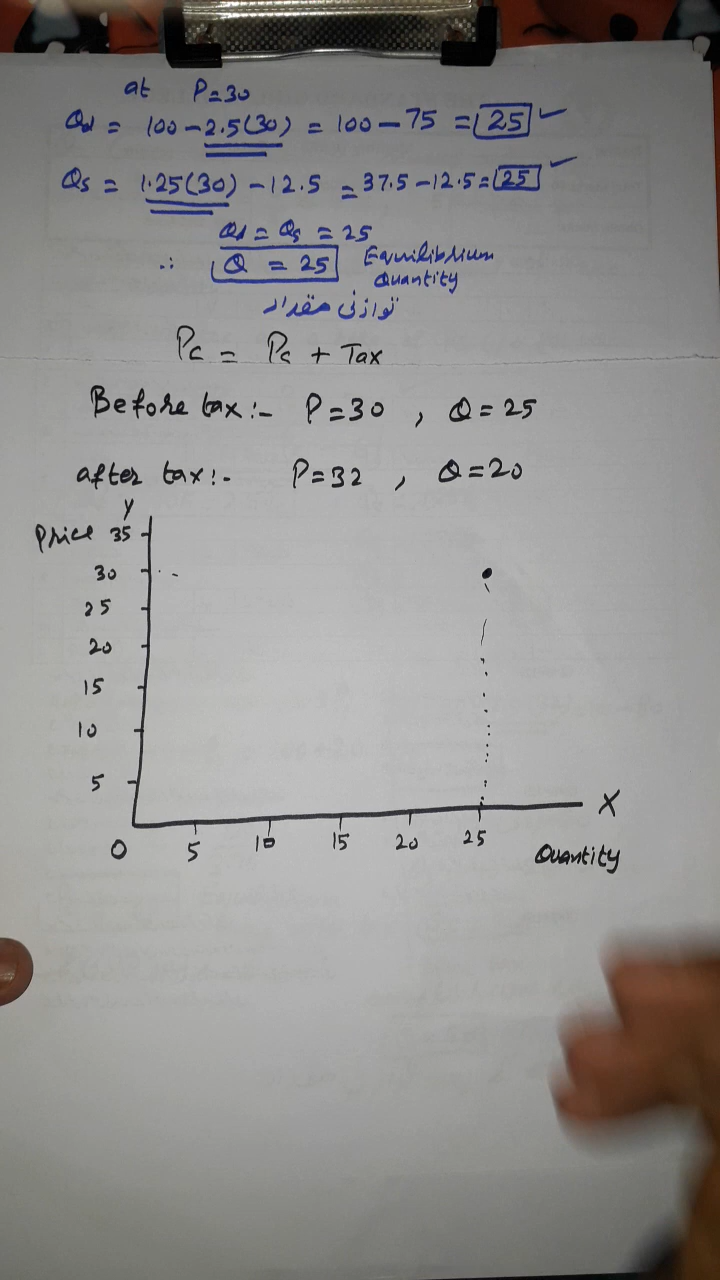 at P=30
Qd = 100 - 2.5(30) = 100 - 75 = 25 ✓
Qs = 1.25(30) - 12.5 = 37.5 - 12.5 = 25 ✓
Qd = Qs = 25
∴ Q = 25 Equilibrium Quantity
توازنی مقدار
Pc = Ps + Tax
Before tax:- P=30 , Q=25
after tax:- P=32 , Q=20
Y
Price 35
30
25
20
15
10
5
X
0 5 10 15 20 25
Quantity